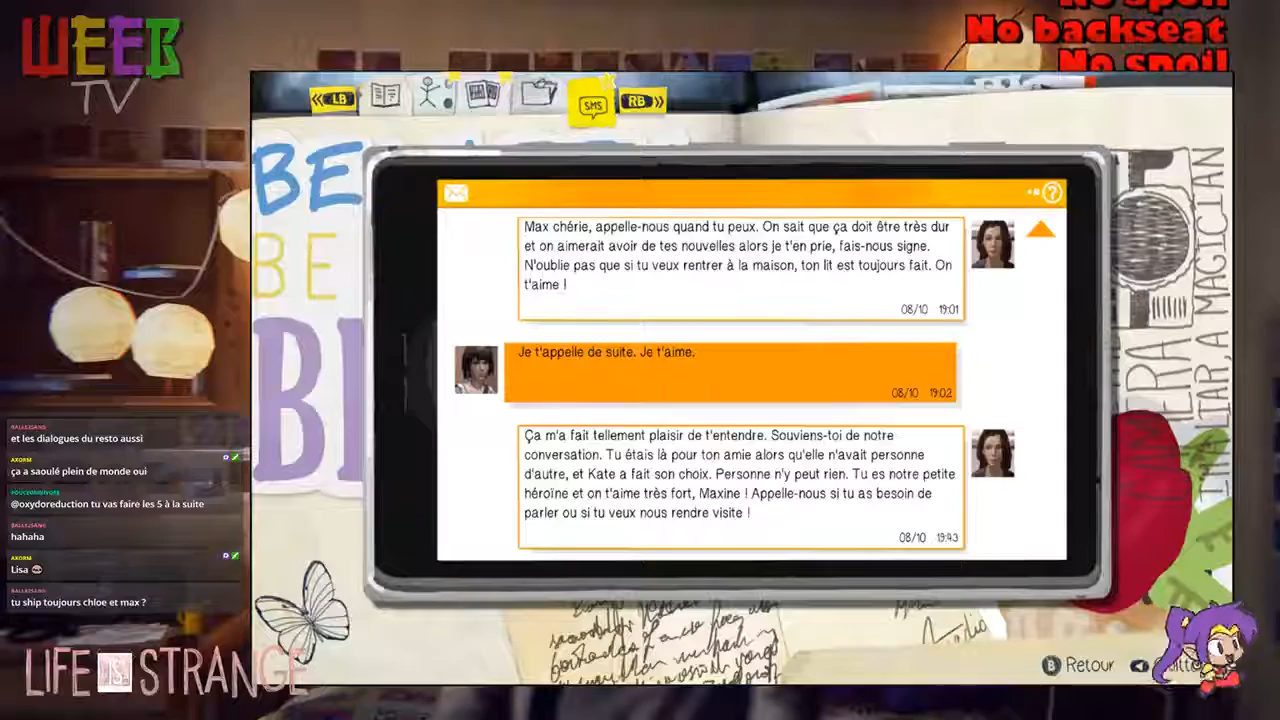 WEEB
TV
No spoil
No backseat
No spoil
LB
SMS
RB
BE
BE
Max chérie, appelle-nous quand tu peux. On sait que ça doit être très dur
et on aimerait avoir de tes nouvelles alors je t'en prie, fais-nous signe.
N'oublie pas que si tu veux rentrer à la maison, ton lit est toujours fait. On
t'aime !
08/10 19:01
Je t'appelle de suite. Je t'aime.
08/10 19:02
Ça m'a fait tellement plaisir de t'entendre. Souviens-toi de notre
conversation. Tu étais là pour ton amie alors qu'elle n'avait personne
d'autre, et Kate a fait son choix. Personne n'y peut rien. Tu es notre petite
héroïne et on t'aime très fort, Maxine ! Appelle-nous si tu as besoin de
parler ou si tu veux nous rendre visite !
08/10 19:43
MAGICIAN
et les dialogues du resto aussi
AXORM
ça a saoulé plein de monde oui
@oxydoreduction tu vas faire les 5 à la suite
hahaha
AXORM
Lisa
tu ship toujours chloe et max ?
LIFE IS STRANGE
B Retour